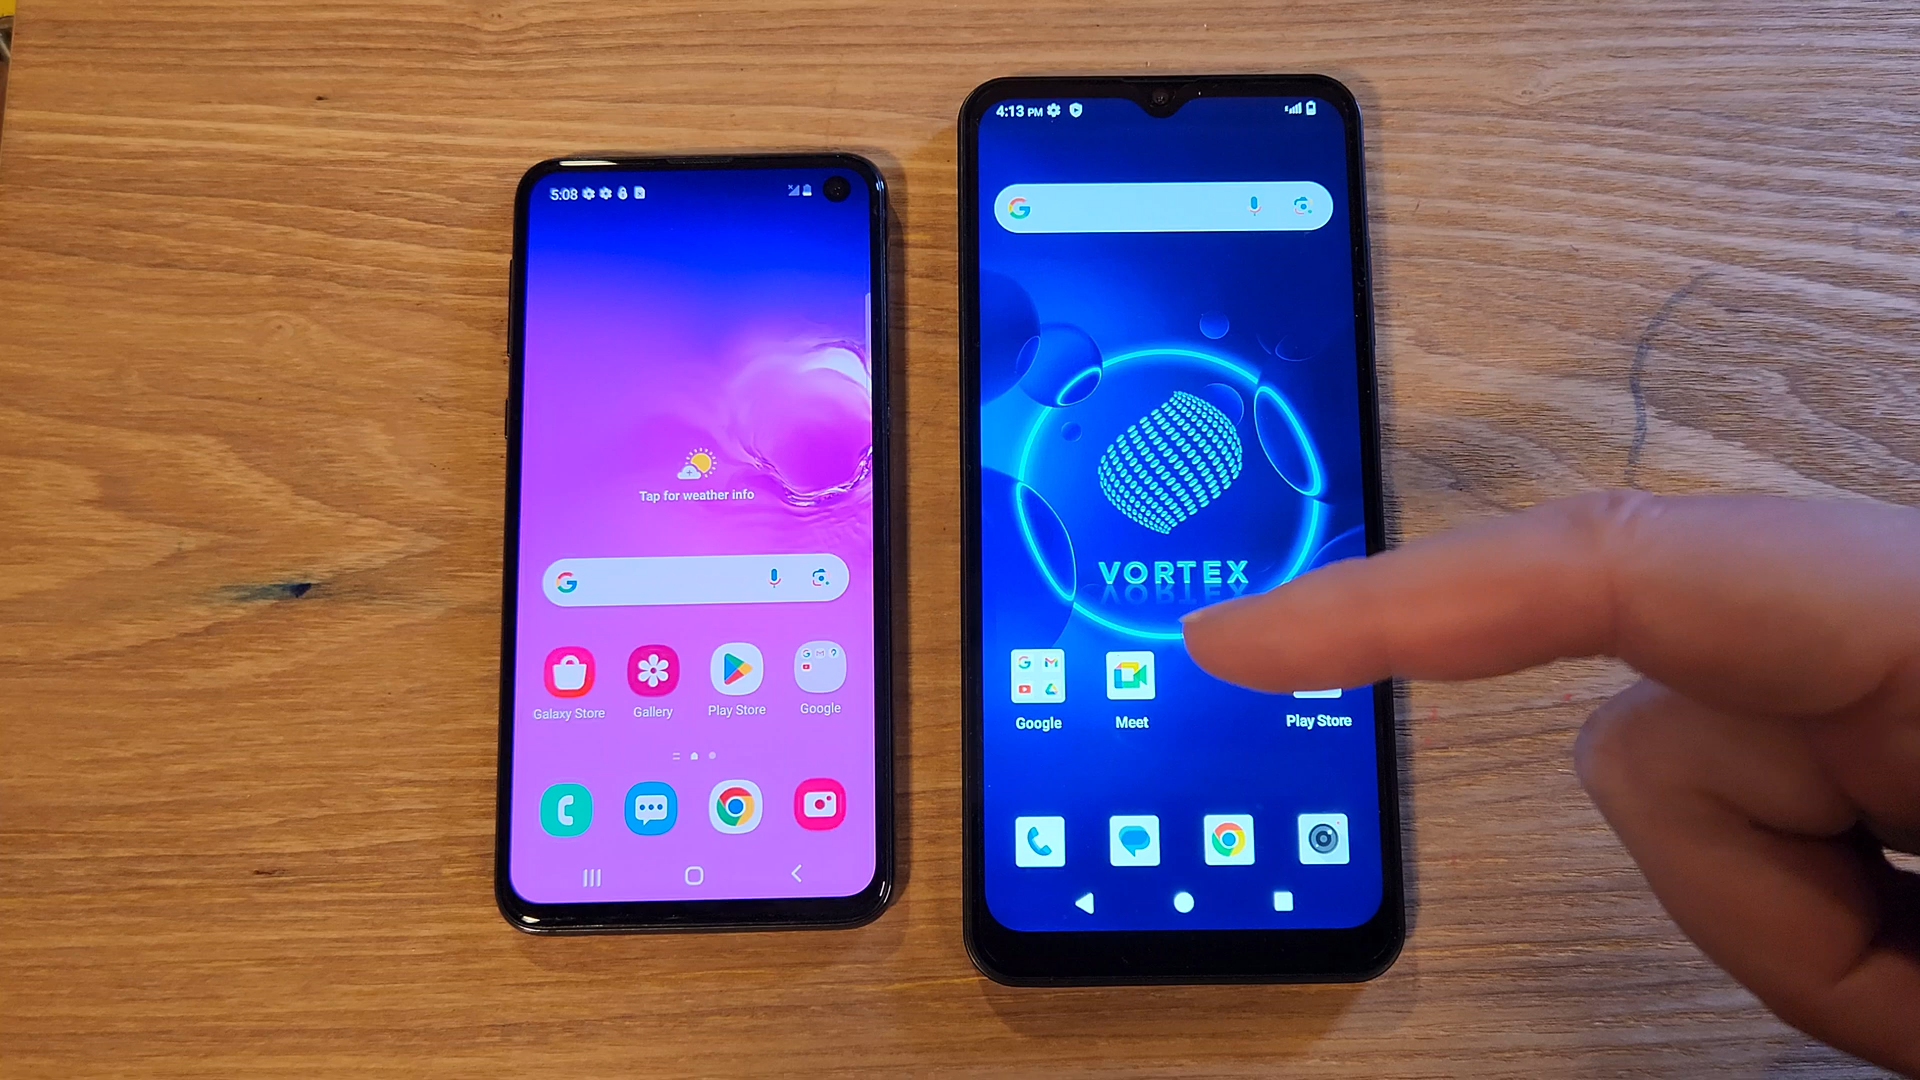 5:08
Tap for weather info
Galaxy Store
Gallery
Play Store
Google
4:13 PM
VORTEX
Google
Meet
Play Store